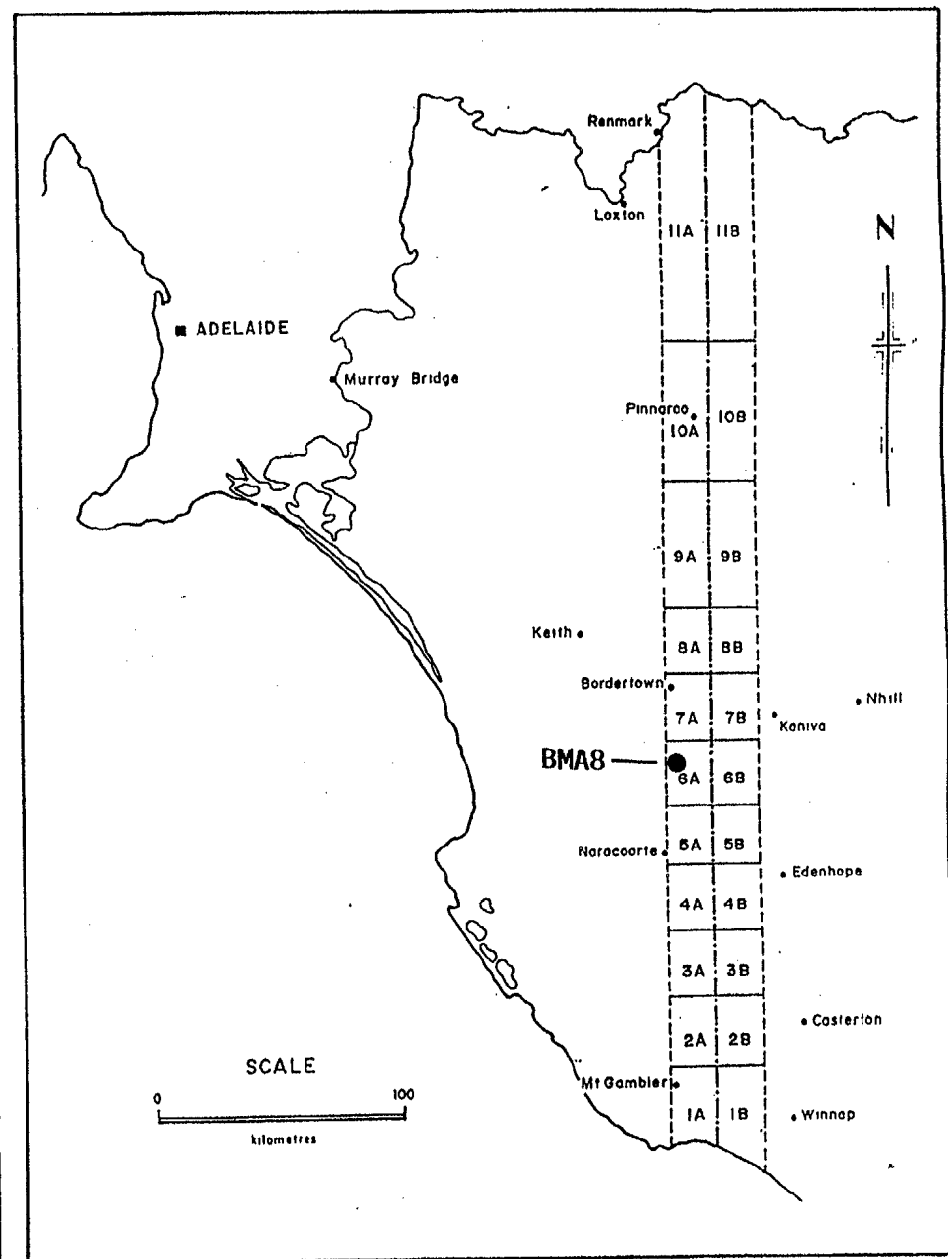 Renmark
Loxton
11A 11B
N
ADELAIDE
Murray Bridge
Pinnaroo
10A 10B
9A 9B
Keith
8A 8B
Bordertown
7A 7B
Kaniva
Nhill
BMA8
6A 6B
Naracoorte
5A 5B
Edenhope
4A 4B
3A 3B
Casterton
2A 2B
SCALE
0 100
kilometres
Mt Gambier
1A 1B
Winnap